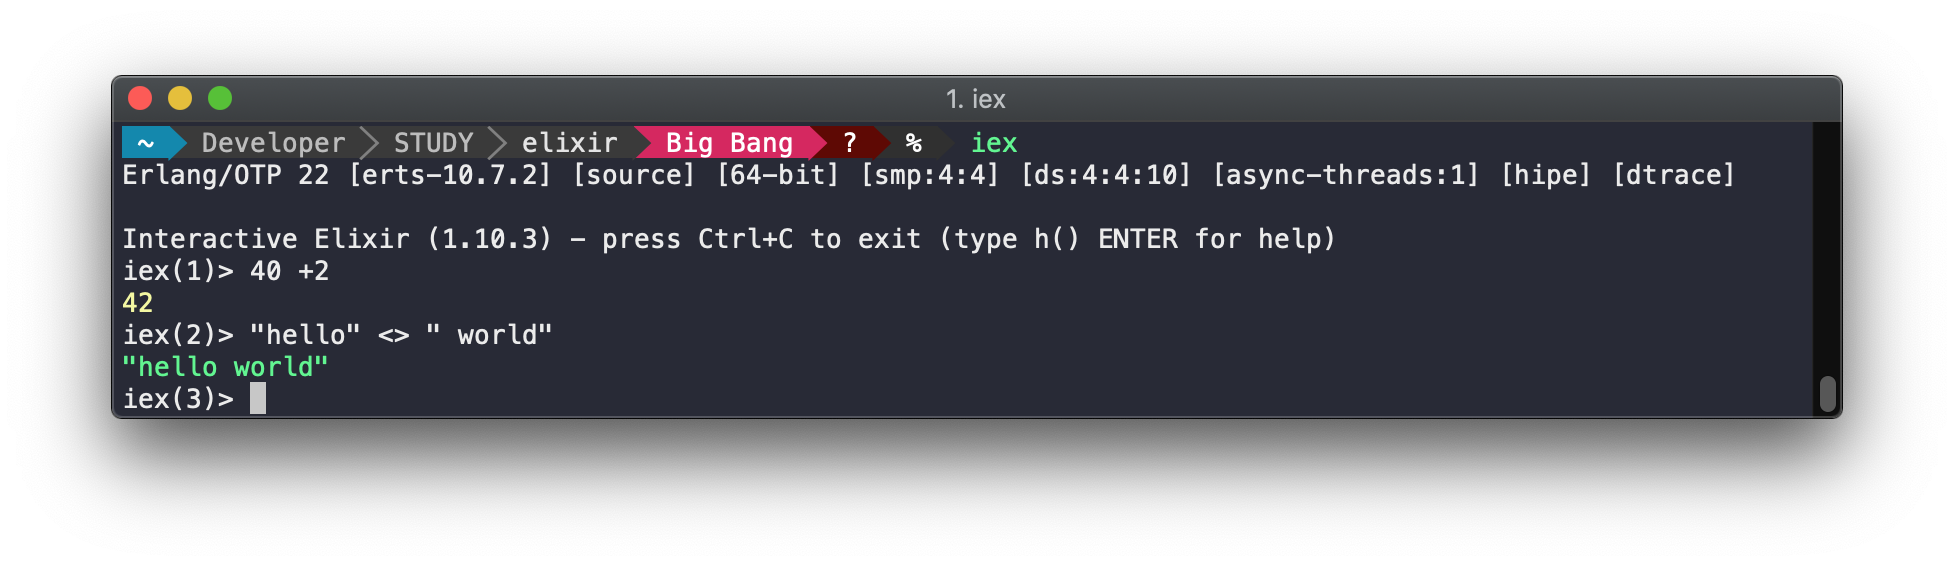 1. iex
~ Developer STUDY elixir Big Bang ? % iex
Erlang/OTP 22 [erts-10.7.2] [source] [64-bit] [smp:4:4] [ds:4:4:10] [async-threads:1] [hipe] [dtrace]
Interactive Elixir (1.10.3) - press Ctrl+C to exit (type h() ENTER for help)
iex(1)> 40 +2
42
iex(2)> "hello" <> " world"
"hello world"
iex(3)>